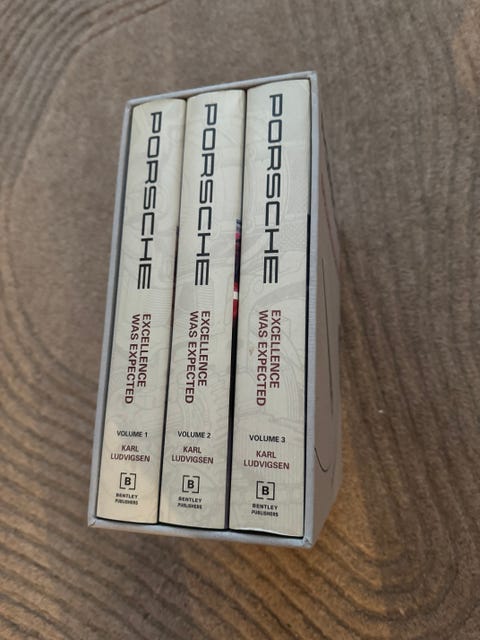 PORSCHE
EXCELLENCE
WAS EXPECTED
VOLUME 1
KARL
LUDVIGSEN
B
BENTLEY
PUBLISHERS
PORSCHE
EXCELLENCE
WAS EXPECTED
VOLUME 2
KARL
LUDVIGSEN
B
BENTLEY
PUBLISHERS
PORSCHE
EXCELLENCE
WAS EXPECTED
VOLUME 3
KARL
LUDVIGSEN
B
BENTLEY
PUBLISHERS